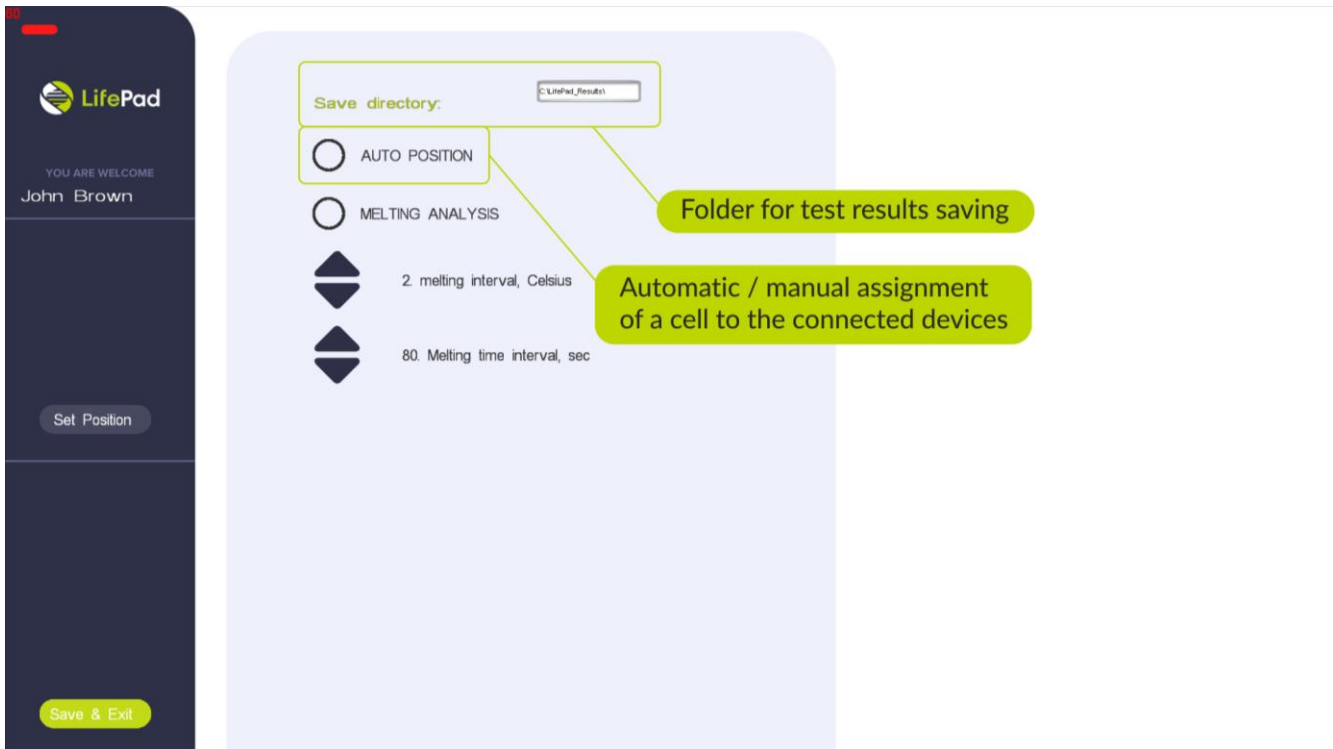 60
LifePad
YOU ARE WELCOME
John Brown
Set Position
Save & Exit
Save directory:
C:\LifePad_Results\
AUTO POSITION
MELTING ANALYSIS
2. melting interval, Celsius
80. Melting time interval, sec
Folder for test results saving
Automatic / manual assignment
of a cell to the connected devices